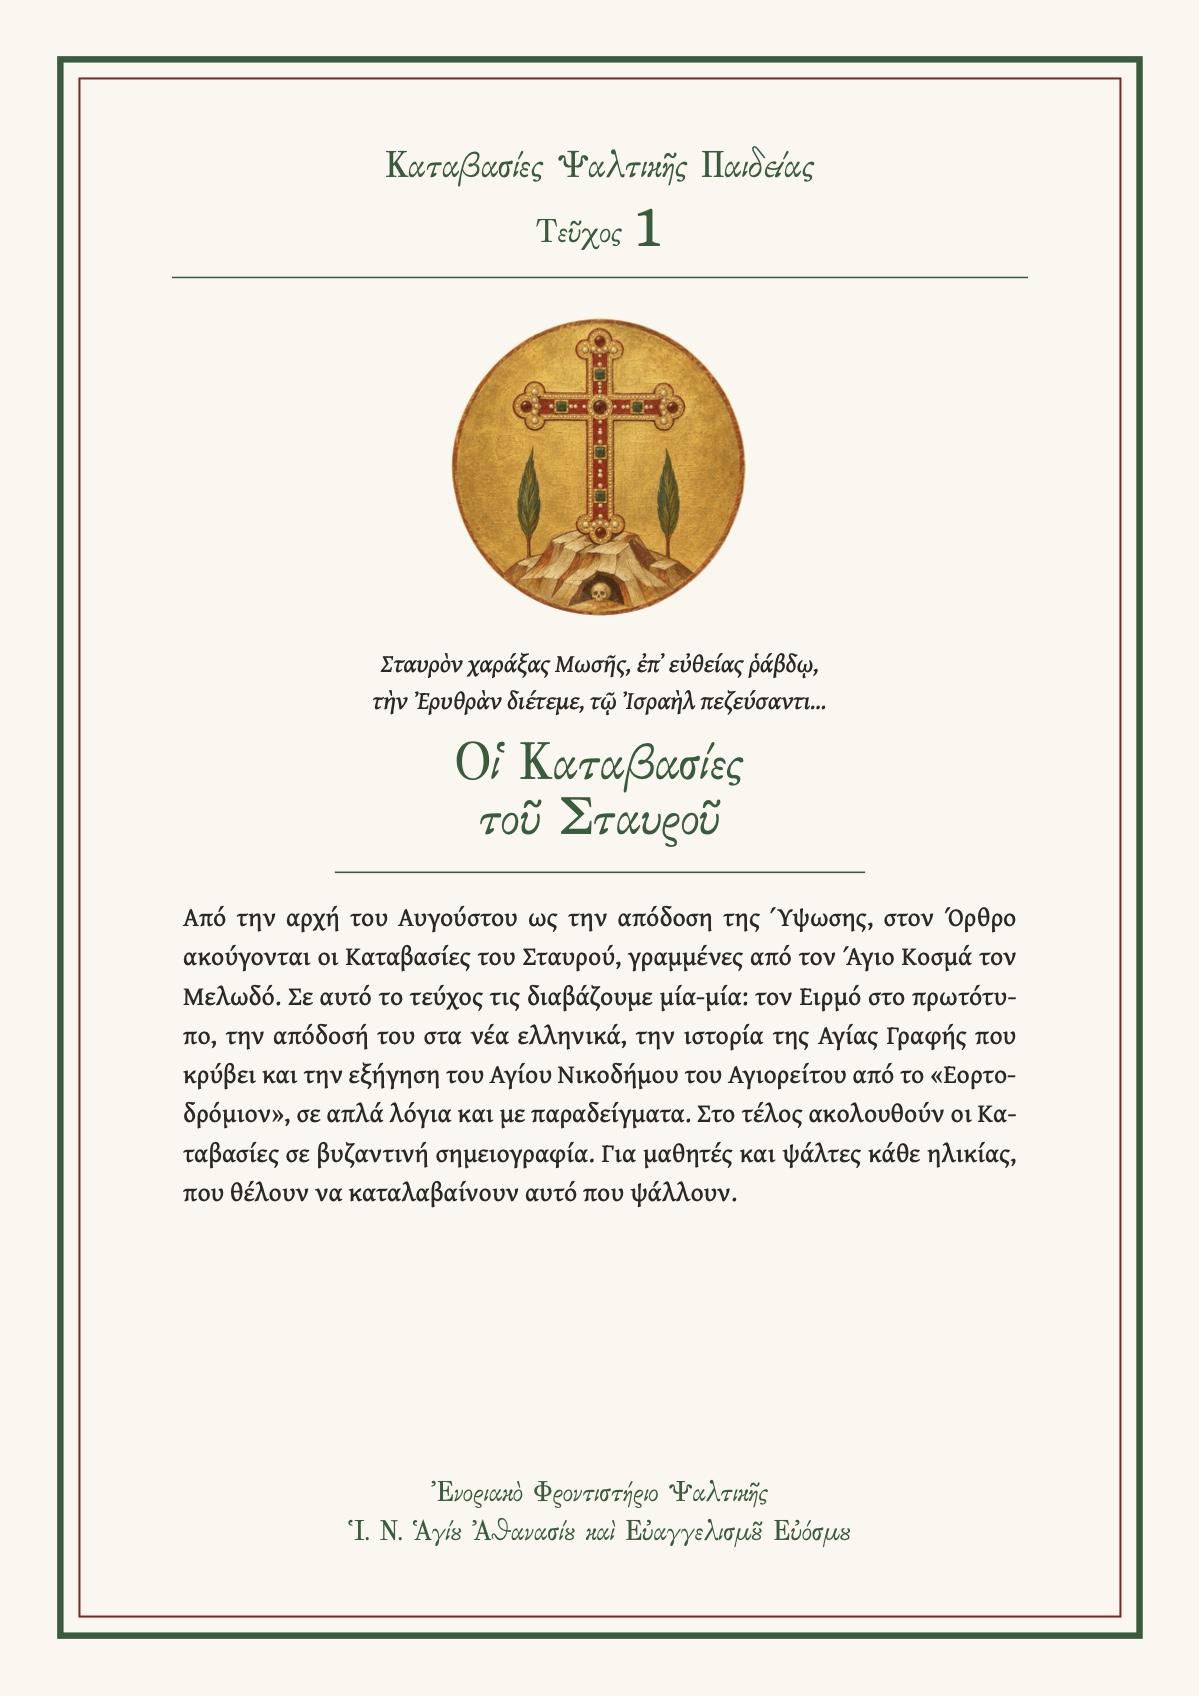 Καταβασίες Ψαλτικῆς Παιδείας
Τεῦχος 1
Σταυρὸν χαράξας Μωσῆς, ἐπ’ εὐθείας ῥάβδῳ,
τὴν Ἐρυθρὰν διέτεμε, τῷ Ἰσραὴλ πεζεύσαντι...
Οἱ Καταβασίες
τοῦ Σταυροῦ
Από την αρχή του Αυγούστου ως την απόδοση της Ύψωσης, στον Όρθρο
ακούγονται οι Καταβασίες του Σταυρού, γραμμένες από τον Άγιο Κοσμά τον
Μελωδό. Σε αυτό το τεύχος τις διαβάζουμε μία-μία: τον Ειρμό στο πρωτότυ-
πο, την απόδοσή του στα νέα ελληνικά, την ιστορία της Αγίας Γραφής που
κρύβει και την εξήγηση του Αγίου Νικοδήμου του Αγιορείτου από το «Εορτο-
δρόμιον», σε απλά λόγια και με παραδείγματα. Στο τέλος ακολουθούν οι Κα-
ταβασίες σε βυζαντινή σημειογραφία. Για μαθητές και ψάλτες κάθε ηλικίας,
που θέλουν να καταλαβαίνουν αυτό που ψάλλουν.
Ἐνοριακὸ Φροντιστήριο Ψαλτικῆς
Ἱ. Ν. Ἁγίȣ Ἀθανασίȣ καὶ Εὐαγγελισμȣ͂ Εὐόσμȣ